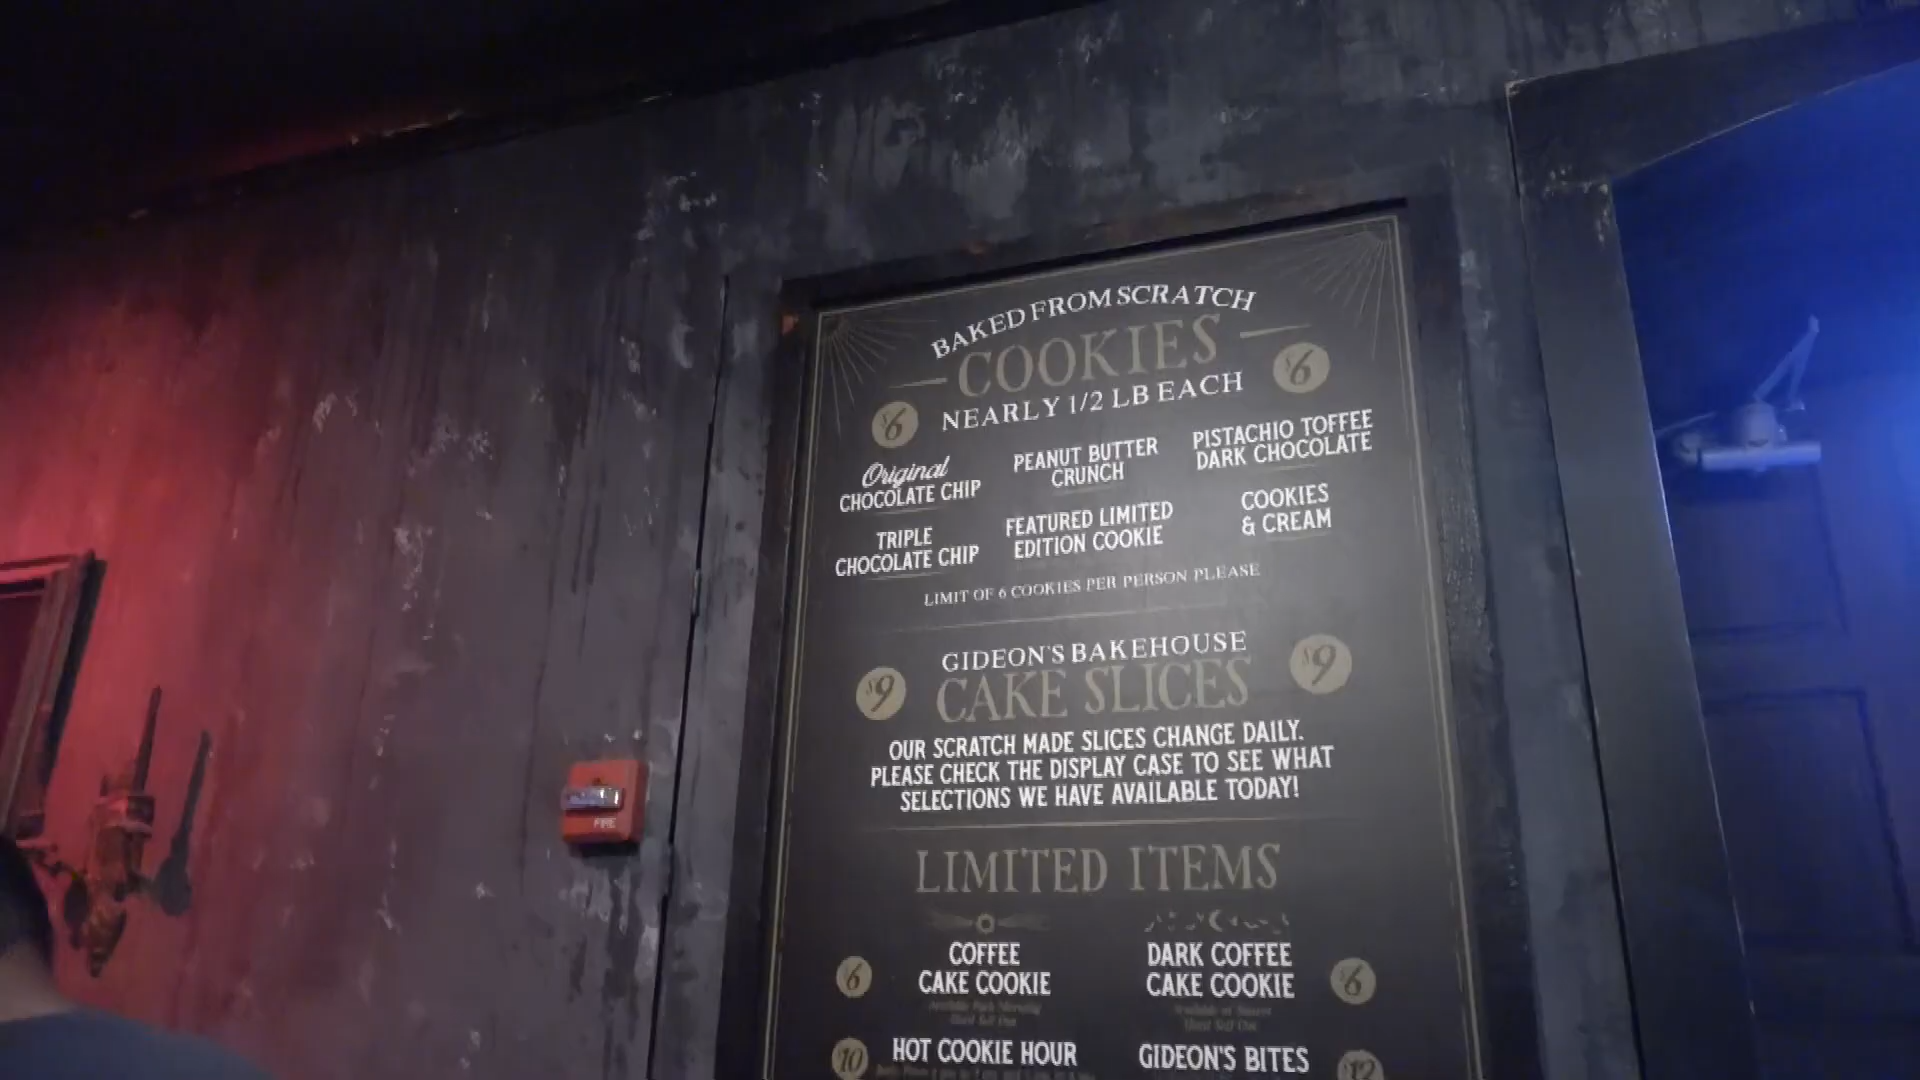 BAKED FROM SCRATCH
COOKIES
NEARLY 1/2 LB EACH
$6
$6
Original
CHOCOLATE CHIP
PEANUT BUTTER
CRUNCH
PISTACHIO TOFFEE
DARK CHOCOLATE
TRIPLE
CHOCOLATE CHIP
FEATURED LIMITED
EDITION COOKIE
COOKIES
& CREAM
LIMIT OF 6 COOKIES PER PERSON PLEASE
GIDEON'S BAKEHOUSE
$9
CAKE SLICES
$9
OUR SCRATCH MADE SLICES CHANGE DAILY.
PLEASE CHECK THE DISPLAY CASE TO SEE WHAT
SELECTIONS WE HAVE AVAILABLE TODAY!
LIMITED ITEMS
6
COFFEE
CAKE COOKIE
DARK COFFEE
CAKE COOKIE
6
10
HOT COOKIE HOUR
GIDEON'S BITES
12
FIRE